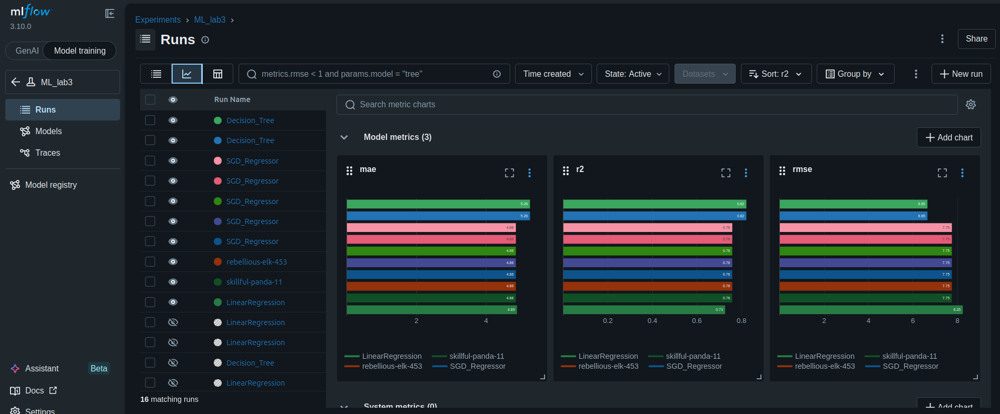 mlflow
3.10.0
GenAI Model training
ML_lab3
Runs
Models
Traces
Model registry
Assistant Beta
Docs
Settings
Experiments › ML_lab3 ›
Runs
Share
metrics.rmse < 1 and params.model = "tree"
Time created
State: Active
Datasets
Sort: r2
Group by
New run
Run Name
Decision_Tree
Decision_Tree
SGD_Regressor
SGD_Regressor
SGD_Regressor
SGD_Regressor
SGD_Regressor
rebellious-elk-453
skillful-panda-11
LinearRegression
LinearRegression
LinearRegression
Decision_Tree
LinearRegression
16 matching runs
Search metric charts
Model metrics (3)
Add chart
mae
5.26
5.26
4.86
4.86
4.86
4.86
4.86
4.86
4.86
4.89
2 4
LinearRegression skillful-panda-11
rebellious-elk-453 SGD_Regressor
r2
0.82
0.82
0.76
0.76
0.76
0.76
0.76
0.76
0.76
0.73
0.2 0.4 0.6 0.8
LinearRegression skillful-panda-11
rebellious-elk-453 SGD_Regressor
rmse
6.65
6.65
7.75
7.75
7.75
7.75
7.75
7.75
7.75
8.25
2 4 6 8
LinearRegression skillful-panda-11
rebellious-elk-453 SGD_Regressor
System metrics (0)
Add chart